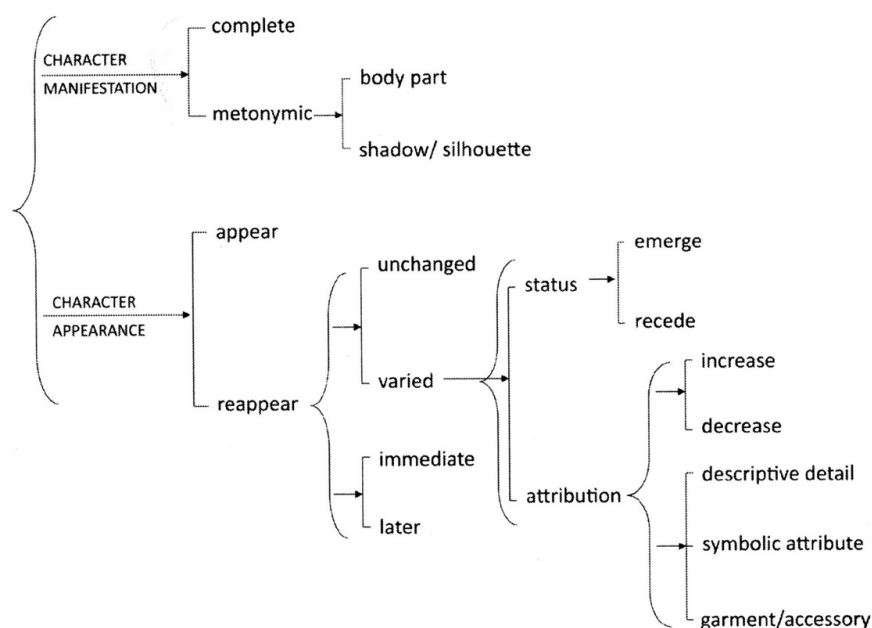 complete
CHARACTER
MANIFESTATION
body part
metonymic
shadow/ silhouette
appear
emerge
unchanged
status
CHARACTER
APPEARANCE
recede
increase
varied
reappear
decrease
immediate
descriptive detail
attribution
later
symbolic attribute
garment/accessory